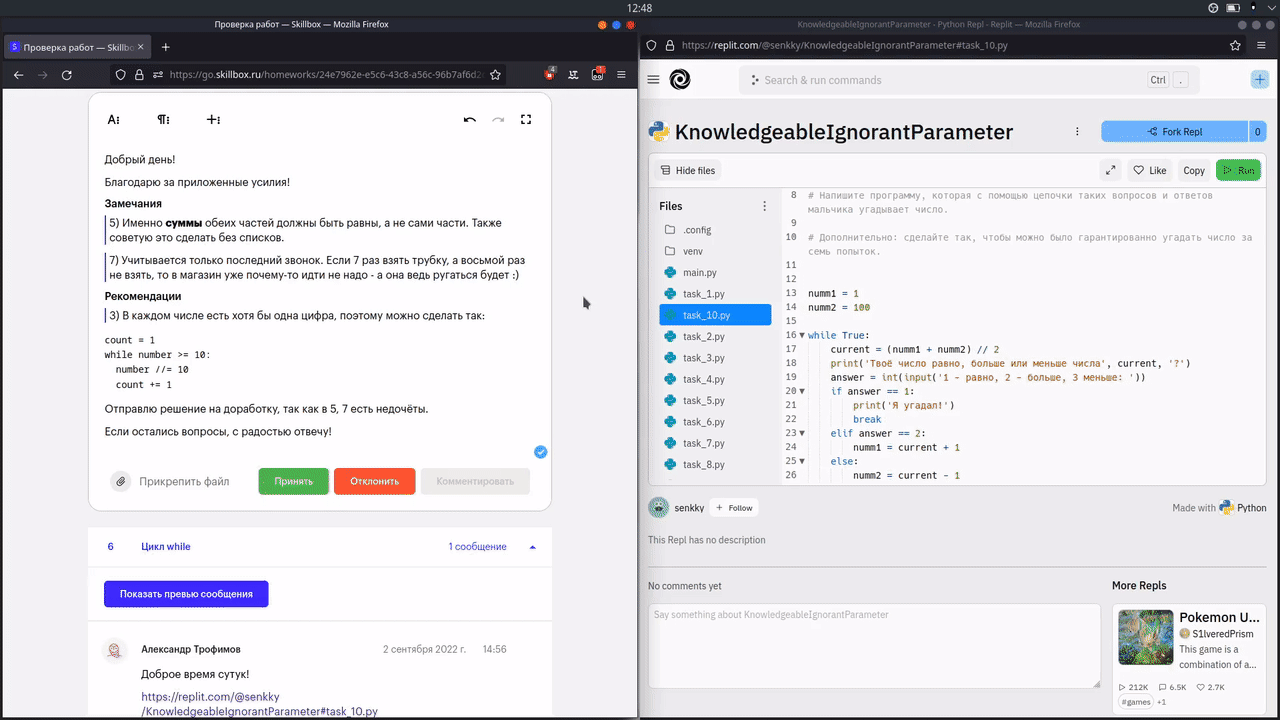 12:48
Проверка работ — Skillbox — Mozilla Firefox
Проверка работ — Skillbo
https://go.skillbox.ru/homeworks/24e7962e-e5c6-43c8-a56c-96b7af6d2
4
Добрый день!
Благодарю за приложенные усилия!
Замечания
5) Именно суммы обеих частей должны быть равны, а не сами части. Также
советую это сделать без списков.
7) Учитывается только последний звонок. Если 7 раз взять трубку, а восьмой раз
не взять, то в магазин уже почему-то идти не надо - а она ведь ругаться будет :)
Рекомендации
3) В каждом числе есть хотя бы одна цифра, поэтому можно сделать так:
count = 1
while number >= 10:
number //= 10
count += 1
Отправлю решение на доработку, так как в 5, 7 есть недочёты.
Если остались вопросы, с радостью отвечу!
Прикрепить файл
Принять
Отклонить
Комментировать
6 Цикл while 1 сообщение
Показать превью сообщения
Александр Трофимов 2 сентября 2022 г. 14:56
Доброе время сутук!
https://replit.com/@senkky
/KnowledgeableIgnorantParameter#task_10.py
KnowledgeableIgnorantParameter - Python Repl - Replit — Mozilla Firefox
https://replit.com/@senkky/KnowledgeableIgnorantParameter#task_10.py
Search & run commands
Ctrl .
KnowledgeableIgnorantParameter
Fork Repl 0
Hide files
Like
Copy
Run
Files
.config
venv
main.py
task_1.py
task_10.py
task_2.py
task_3.py
task_4.py
task_5.py
task_6.py
task_7.py
task_8.py
8 # Напишите программу, которая с помощью цепочки таких вопросов и ответов
мальчика угадывает число.
9
10 # Дополнительно: сделайте так, чтобы можно было гарантированно угадать число за
семь попыток.
11
12
13 numm1 = 1
14 numm2 = 100
15
16 while True:
17 current = (numm1 + numm2) // 2
18 print('Твоё число равно, больше или меньше числа', current, '?')
19 answer = int(input('1 - равно, 2 - больше, 3 меньше: '))
20 if answer == 1:
21 print('Я угадал!')
22 break
23 elif answer == 2:
24 numm1 = current + 1
25 else:
26 numm2 = current - 1
senkky
+ Follow
Made with Python
This Repl has no description
No comments yet
Say something about KnowledgeableIgnorantParameter
More Repls
Pokemon U...
S1lveredPrism
This game is a
combination of a...
212K 6.5K 2.7K
#games +1